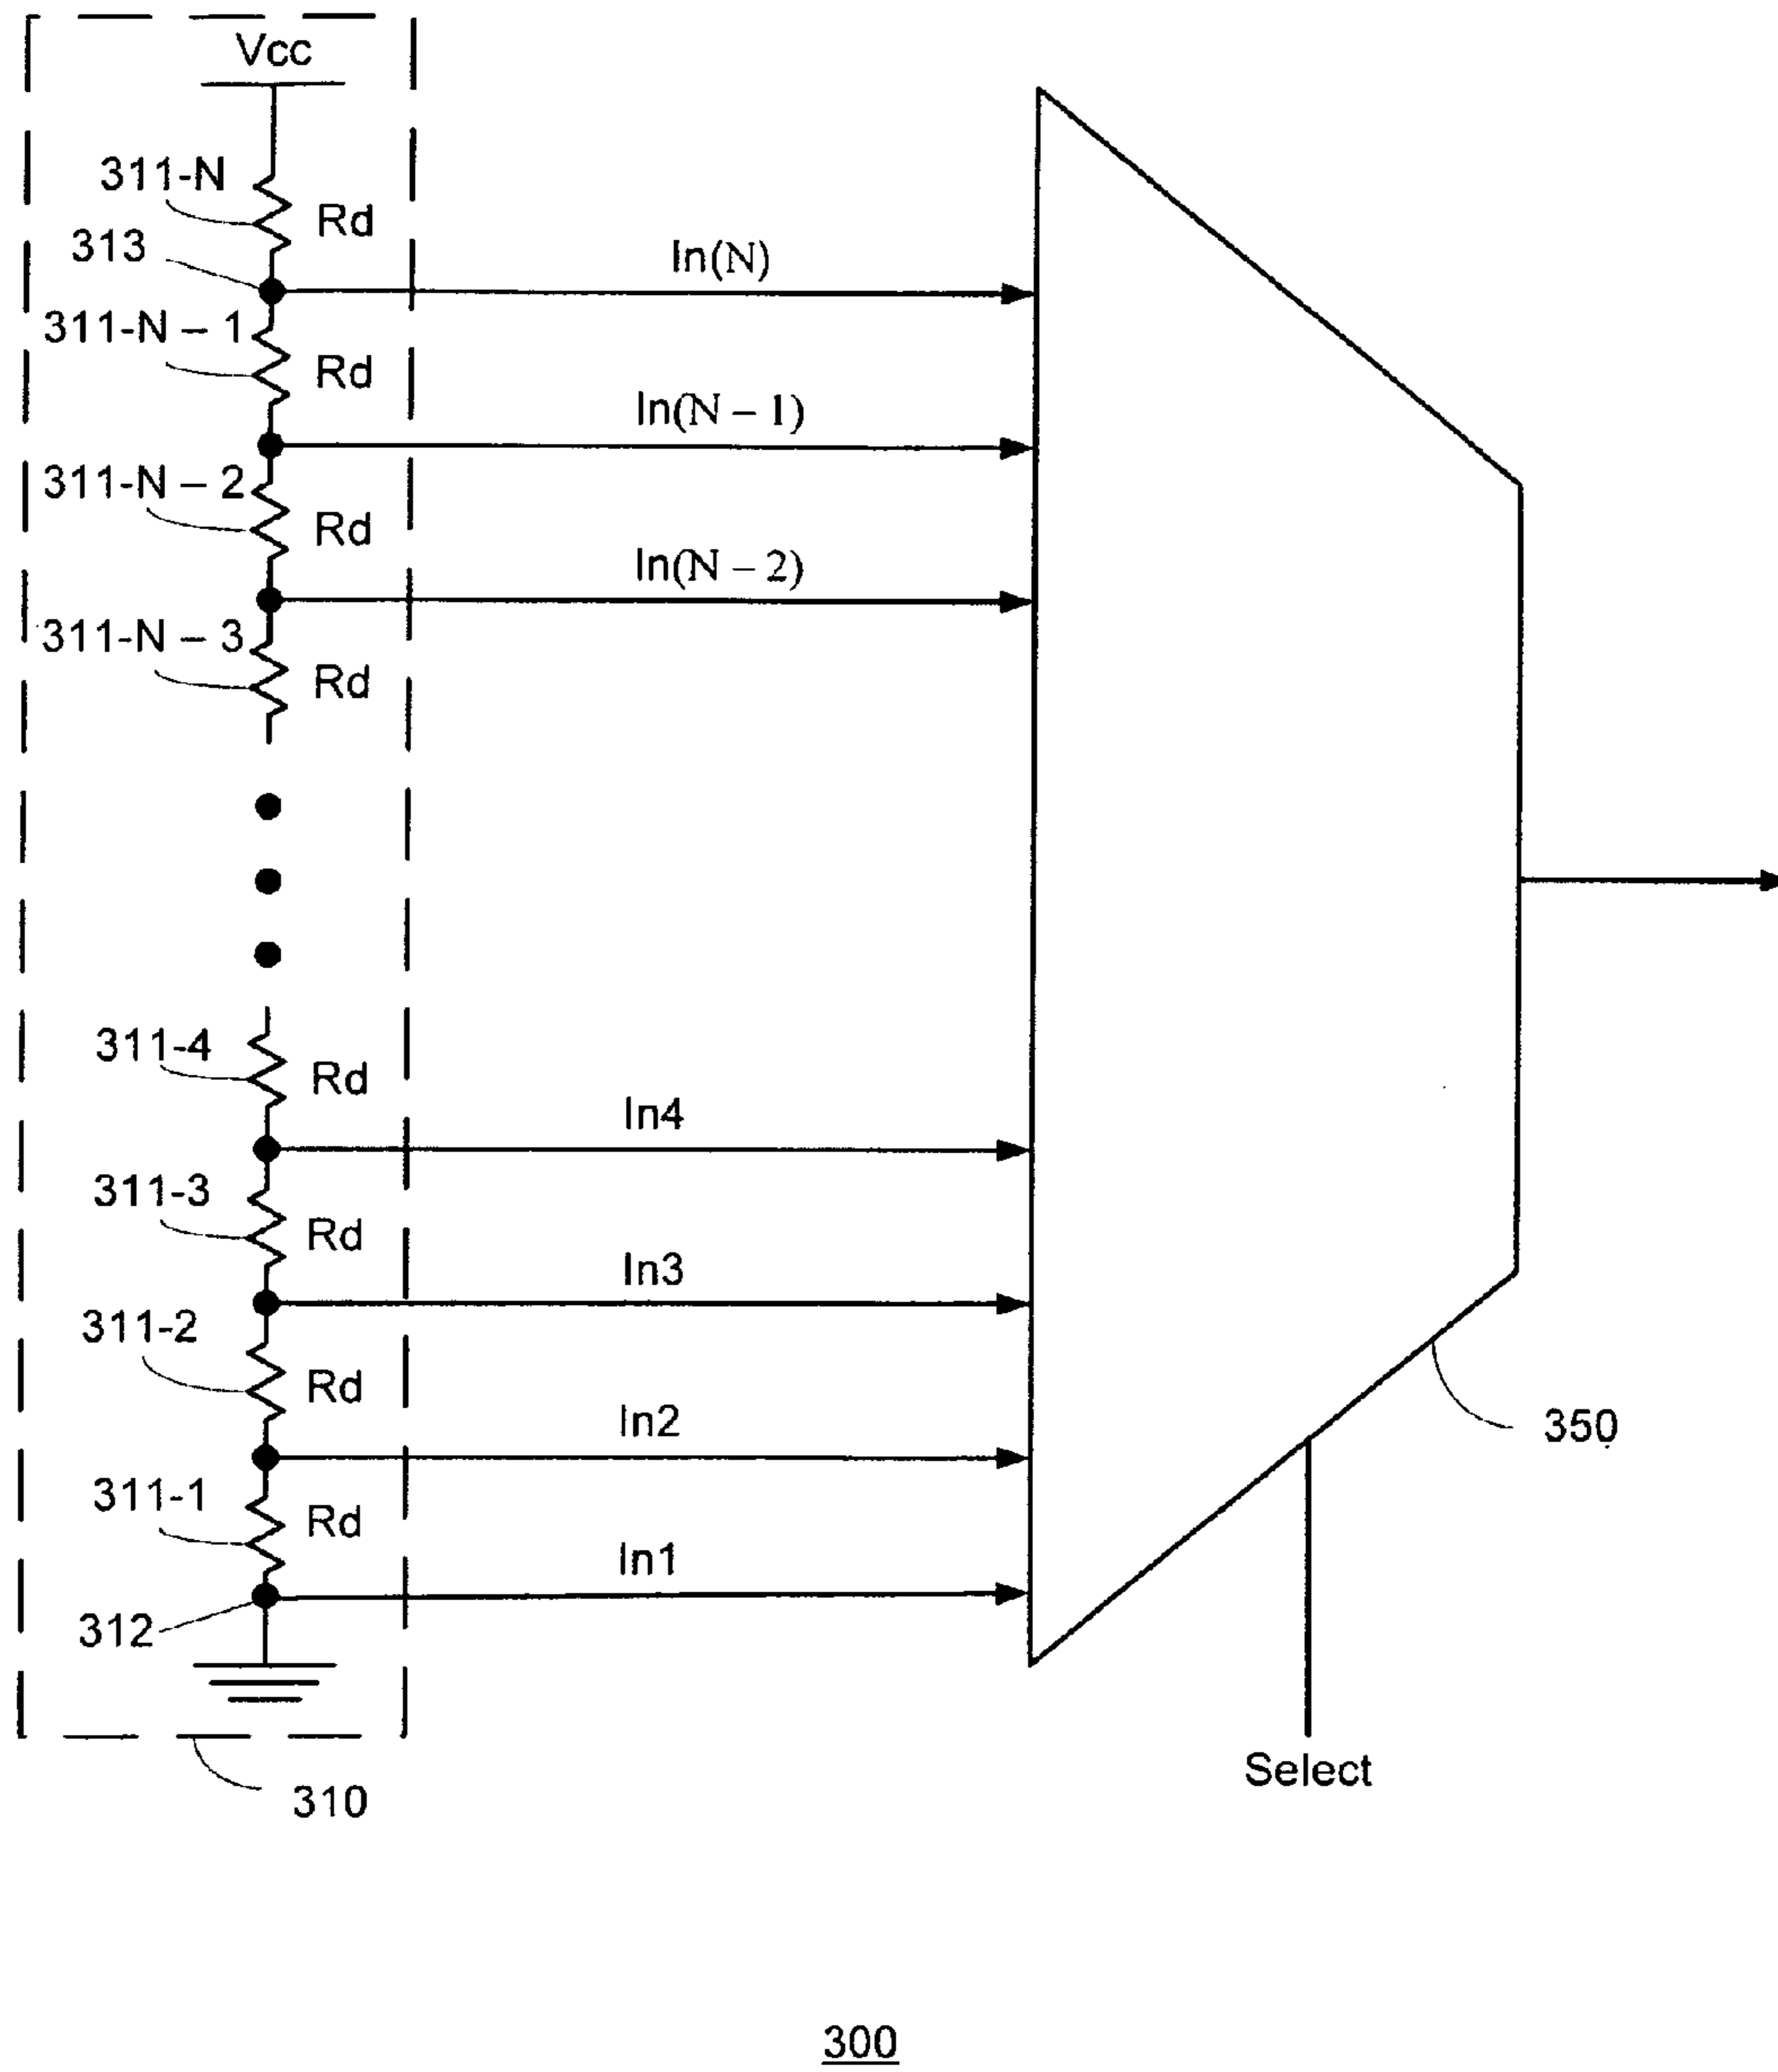 Vcc
311-N
Rd
313
In(N)
311-N – 1
Rd
In(N – 1)
311-N – 2
Rd
In(N – 2)
311-N – 3
Rd
311-4
Rd
In4
311-3
Rd
In3
311-2
Rd
In2
350
311-1
Rd
In1
312
Select
310
300